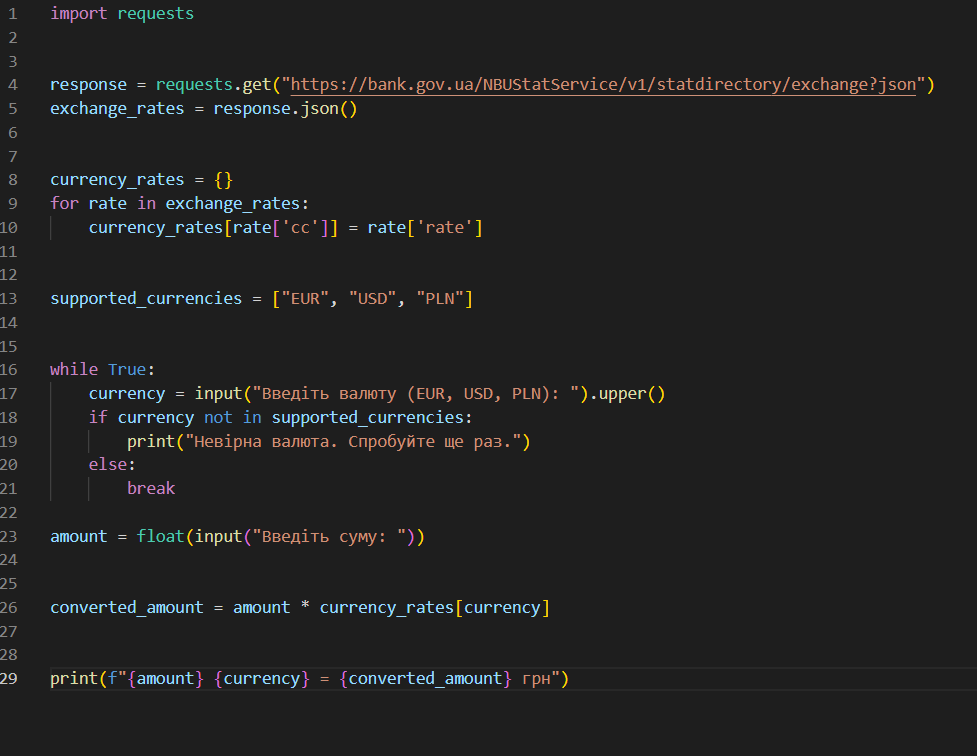 1 import requests
2
3
4 response = requests.get("https://bank.gov.ua/NBUStatService/v1/statdirectory/exchange?json")
5 exchange_rates = response.json()
6
7
8 currency_rates = {}
9 for rate in exchange_rates:
10     currency_rates[rate['cc']] = rate['rate']
11
12
13 supported_currencies = ["EUR", "USD", "PLN"]
14
15
16 while True:
17     currency = input("Введіть валюту (EUR, USD, PLN): ").upper()
18     if currency not in supported_currencies:
19         print("Невірна валюта. Спробуйте ще раз.")
20     else:
21         break
22
23 amount = float(input("Введіть суму: "))
24
25
26 converted_amount = amount * currency_rates[currency]
27
28
29 print(f"{amount} {currency} = {converted_amount} грн")